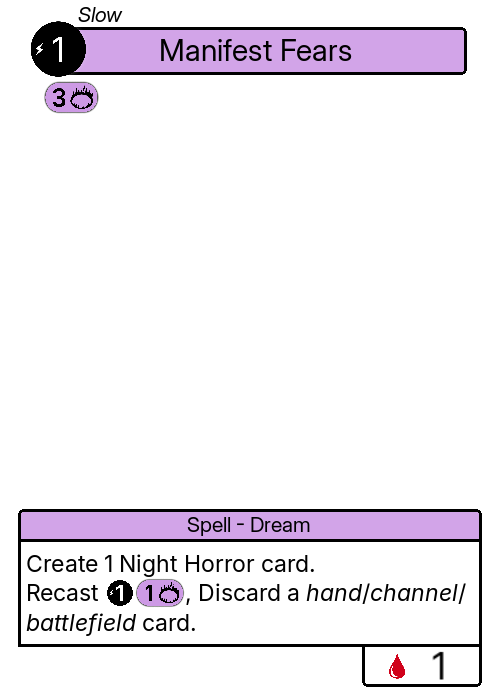 Slow
1 Manifest Fears
3
Spell - Dream
Create 1 Night Horror card.
Recast 1 1 , Discard a hand/channel/
battlefield card.
1